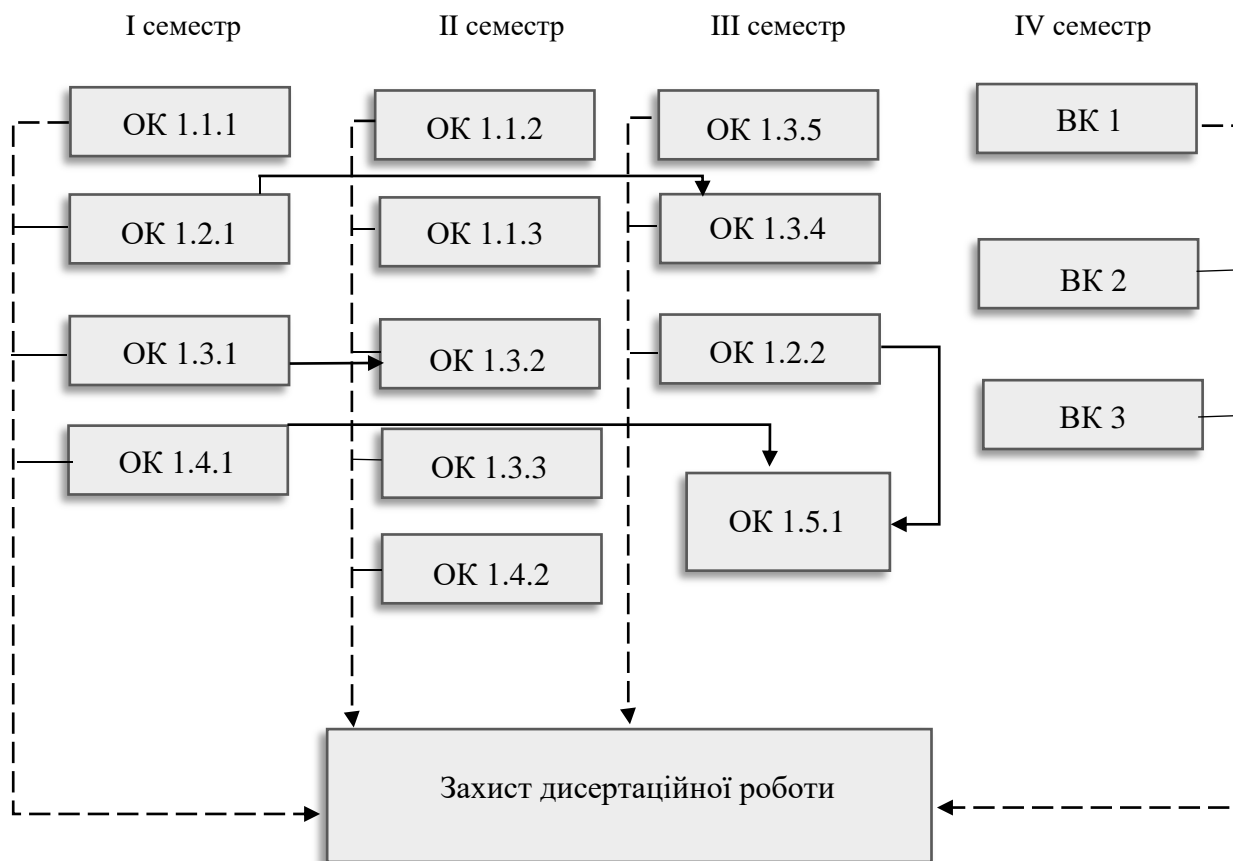 I семестр
II семестр
III семестр
IV семестр
ОК 1.1.1
ОК 1.1.2
ОК 1.3.5
ВК 1
ОК 1.2.1
ОК 1.1.3
ОК 1.3.4
ВК 2
ОК 1.3.1
ОК 1.3.2
ОК 1.2.2
ВК 3
ОК 1.4.1
ОК 1.3.3
ОК 1.5.1
ОК 1.4.2
Захист дисертаційної роботи